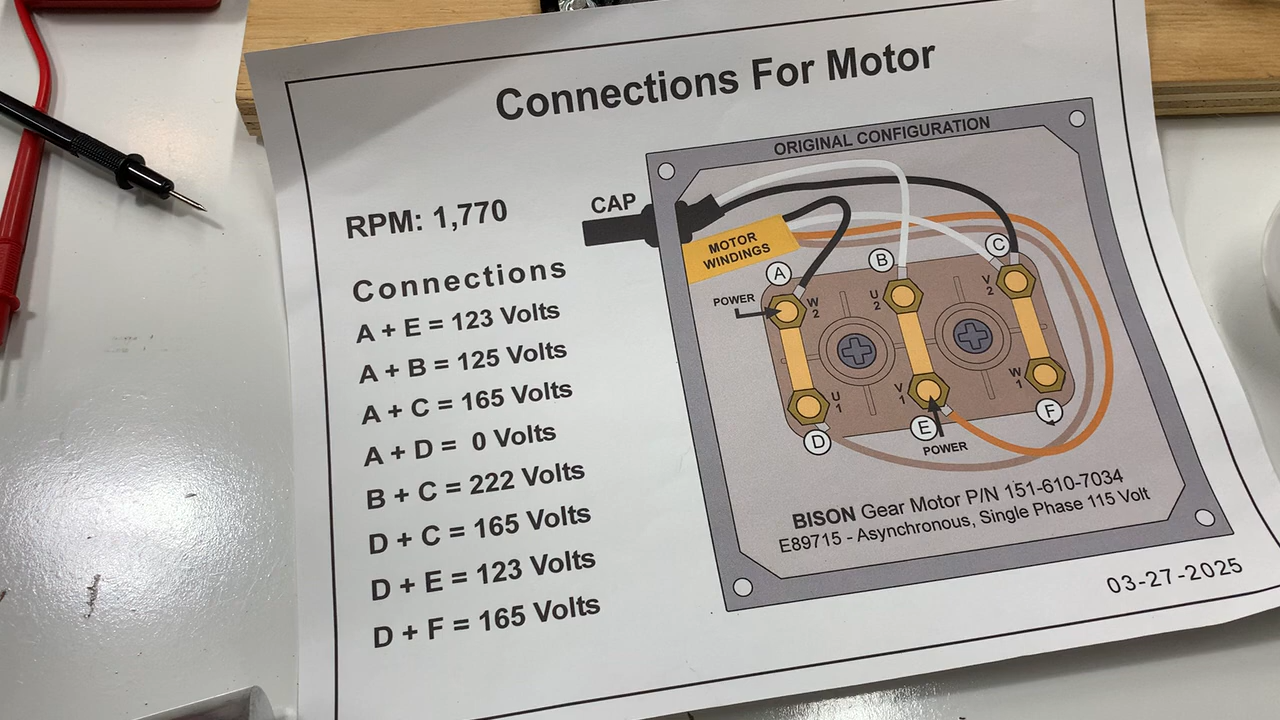 Connections For Motor
RPM: 1,770
Connections
A + E = 123 Volts
A + B = 125 Volts
A + C = 165 Volts
A + D = 0 Volts
B + C = 222 Volts
D + C = 165 Volts
D + E = 123 Volts
D + F = 165 Volts
ORIGINAL CONFIGURATION
CAP
MOTOR
WINDINGS
A
B
C
POWER
W
2
U
2
V
2
U
1
V
1
W
1
D
E
F
POWER
BISON Gear Motor P/N 151-610-7034
E89715 - Asynchronous, Single Phase 115 Volt
03-27-2025